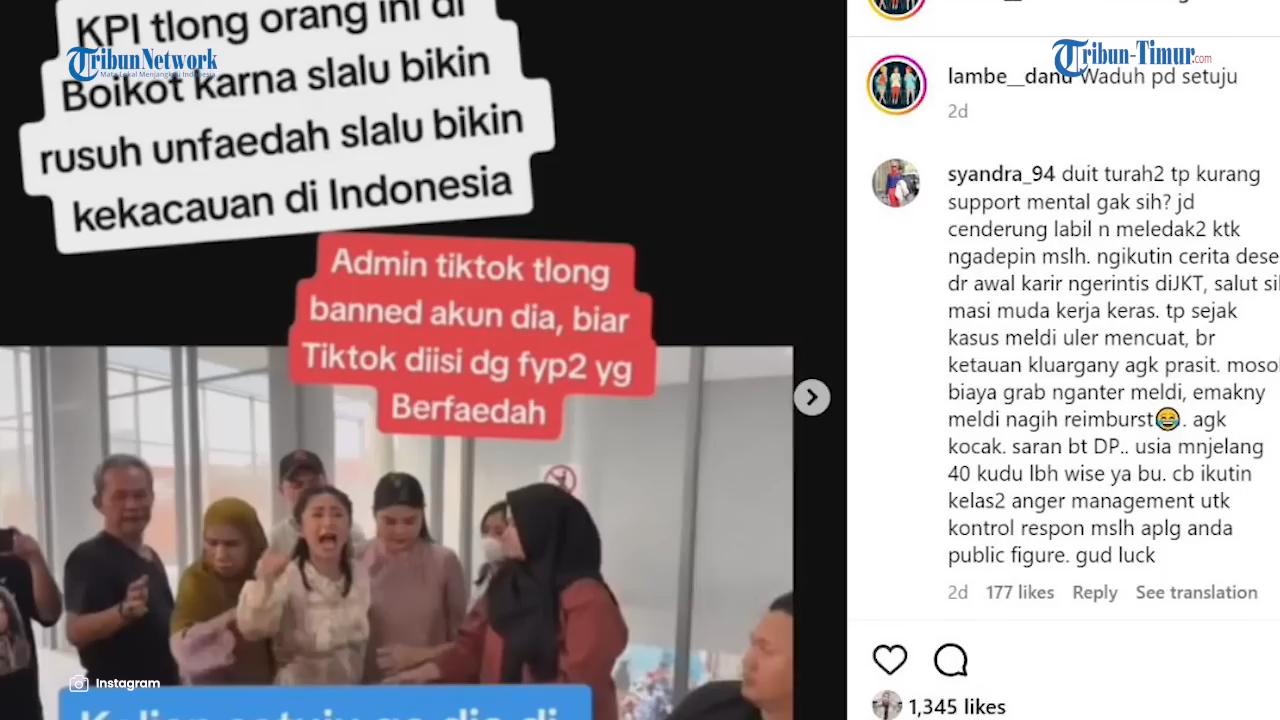 KPI tlong orang ini di
Boikot karna slalu bikin
rusuh unfaedah slalu bikin
kekacauan di Indonesia
TribunNetwork
Mata Lokal Menjangkau Indonesia
Admin tiktok tlong
banned akun dia, biar
Tiktok diisi dg fyp2 yg
Berfaedah
Instagram
Tribun-Timur.com
lambe__danu Waduh pd setuju
2d
syandra_94 duit turah2 tp kurang
support mental gak sih? jd
cenderung labil n meledak2 ktk
ngadepin mslh. ngikutin cerita dese
dr awal karir ngerintis diJKT, salut sih
masi muda kerja keras. tp sejak
kasus meldi uler mencuat, br
ketauan kluargany agk prasit. moso
biaya grab nganter meldi, emakny
meldi nagih reimburst😂. agk
kocak. saran bt DP.. usia mnjelang
40 kudu lbh wise ya bu. cb ikutin
kelas2 anger management utk
kontrol respon mslh aplg anda
public figure. gud luck
2d 177 likes Reply See translation
1,345 likes